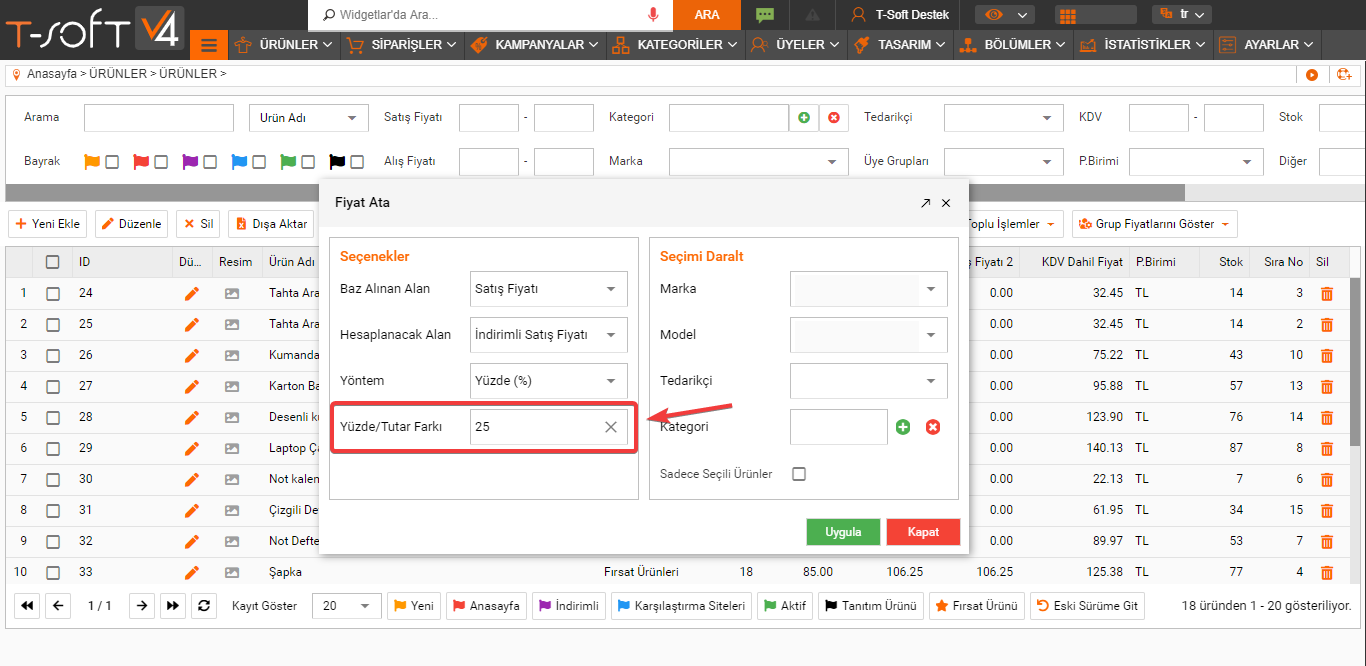 T-SOFT V4
Widgetlar'da Ara...
ARA
T-Soft Destek
tr
ÜRÜNLER
SİPARİŞLER
KAMPANYALAR
KATEGORİLER
ÜYELER
TASARIM
BÖLÜMLER
İSTATİSTİKLER
AYARLAR
Anasayfa > ÜRÜNLER > ÜRÜNLER >
Arama
Ürün Adı
Satış Fiyatı
-
Kategori
Tedarikçi
KDV
-
Stok
Bayrak
Alış Fiyatı
-
Marka
Üye Grupları
P.Birimi
Diğer
Yeni Ekle
Düzenle
Sil
Dışa Aktar
Toplu İşlemler
Grup Fiyatlarını Göster
ID
Dü...
Resim
Ürün Adı
Fiyatı 2
KDV Dahil Fiyat
P.Birimi
Stok
Sıra No
Sil
1 24 Tahta Ara 0.00 32.45 TL 14 3
2 25 Tahta Ara 0.00 32.45 TL 14 2
3 26 Kumanda 0.00 75.22 TL 43 10
4 27 Karton Ba 0.00 95.88 TL 57 13
5 28 Desenli k 0.00 123.90 TL 76 14
6 29 Laptop Ça 0.00 140.13 TL 87 8
7 30 Not kalen 0.00 22.13 TL 7 6
8 31 Çizgili De 0.00 61.95 TL 34 15
9 32 Not Defte 0.00 89.97 TL 53 7
10 33 Şapka Fırsat Ürünleri 18 85.00 106.25 106.25 125.38 TL 77 4
Fiyat Ata
Seçenekler
Baz Alınan Alan
Satış Fiyatı
Hesaplanacak Alan
İndirimli Satış Fiyatı
Yöntem
Yüzde (%)
Yüzde/Tutar Farkı
25
Seçimi Daralt
Marka
Model
Tedarikçi
Kategori
Sadece Seçili Ürünler
Uygula
Kapat
1 / 1
Kayıt Göster
20
Yeni
Anasayfa
İndirimli
Karşılaştırma Siteleri
Aktif
Tanıtım Ürünü
Fırsat Ürünü
Eski Sürüme Git
18 üründen 1 - 20 gösteriliyor.